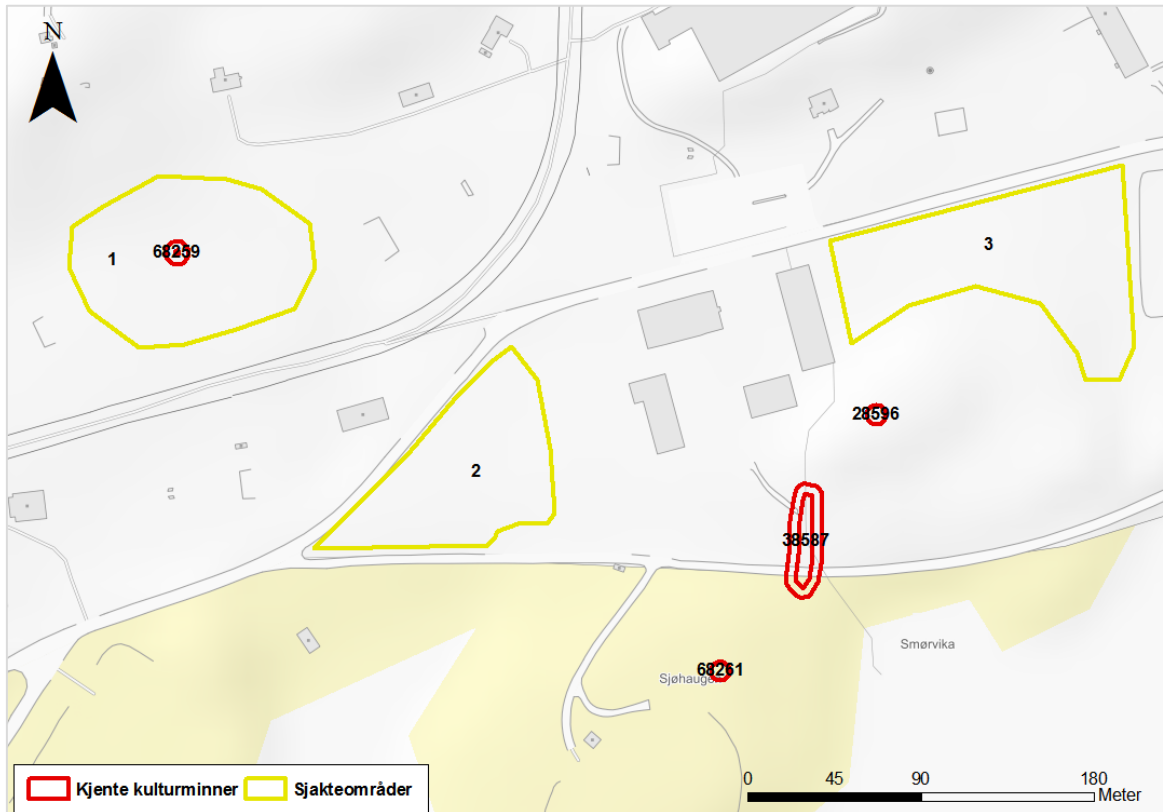 N
68259
1
3
28596
2
38587
Smørvika
68261
Sjøhaugen
Kjente kulturminner
Sjakteområder
0 45 90 180
Meter